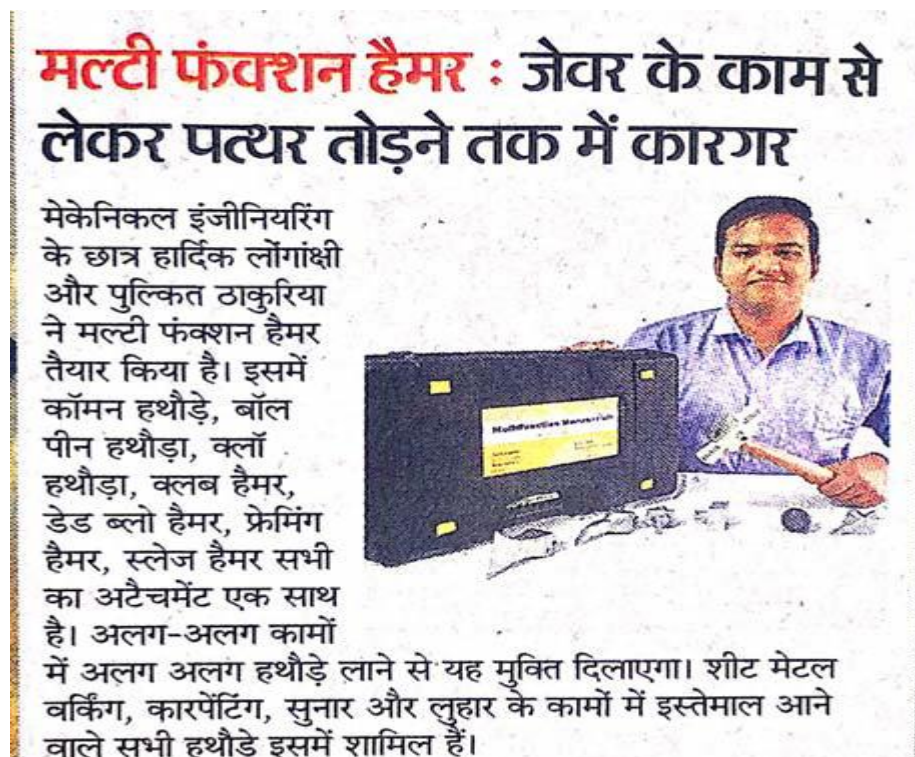 मल्टी फंक्शन हैमर : जेवर के काम से
लेकर पत्थर तोड़ने तक में कारगर
मेकेनिकल इंजीनियरिंग
के छात्र हार्दिक लोंगांक्षी
और पुल्कित ठाकुरिया
ने मल्टी फंक्शन हैमर
तैयार किया है। इसमें
कॉमन हथौड़े, बॉल
पीन हथौड़ा, क्लॉ
हथौड़ा, क्लब हैमर,
डेड ब्लो हैमर, फ्रेमिंग
हैमर, स्लेज हैमर सभी
का अटैचमेंट एक साथ
है। अलग-अलग कामों
में अलग अलग हथौड़े लाने से यह मुक्ति दिलाएगा। शीट मेटल
वर्किंग, कारपेंटिंग, सुनार और लुहार के कामों में इस्तेमाल आने
वाले सभी हथौड़े इसमें शामिल हैं।
Multifunction